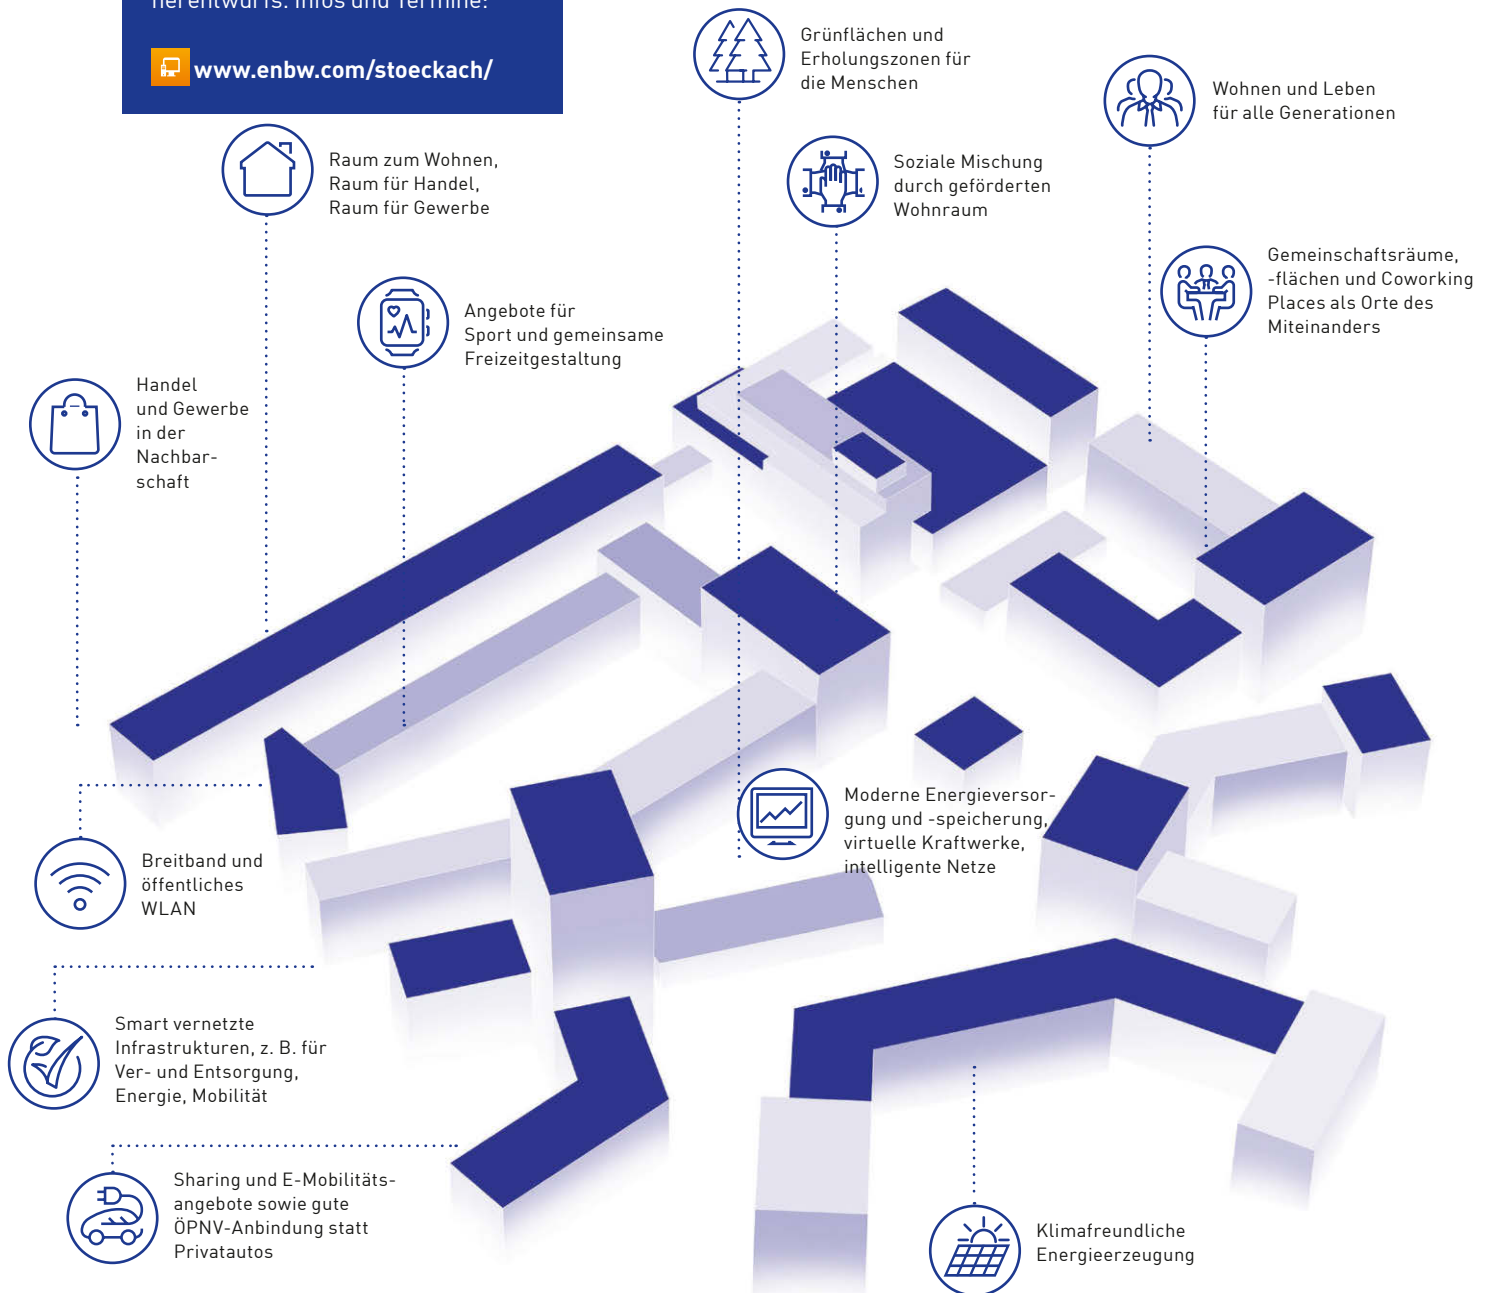 tierentwurfs. Infos und Termine:
www.enbw.com/stoeckach/
Grünflächen und
Erholungszonen für
die Menschen
Wohnen und Leben
für alle Generationen
Raum zum Wohnen,
Raum für Handel,
Raum für Gewerbe
Soziale Mischung
durch geförderten
Wohnraum
Gemeinschaftsräume,
-flächen und Coworking
Places als Orte des
Miteinanders
Angebote für
Sport und gemeinsame
Freizeitgestaltung
Handel
und Gewerbe
in der
Nachbar-
schaft
Moderne Energieversor-
gung und -speicherung,
virtuelle Kraftwerke,
intelligente Netze
Breitband und
öffentliches
WLAN
Smart vernetzte
Infrastrukturen, z. B. für
Ver- und Entsorgung,
Energie, Mobilität
Sharing und E-Mobilitäts-
angebote sowie gute
ÖPNV-Anbindung statt
Privatautos
Klimafreundliche
Energieerzeugung